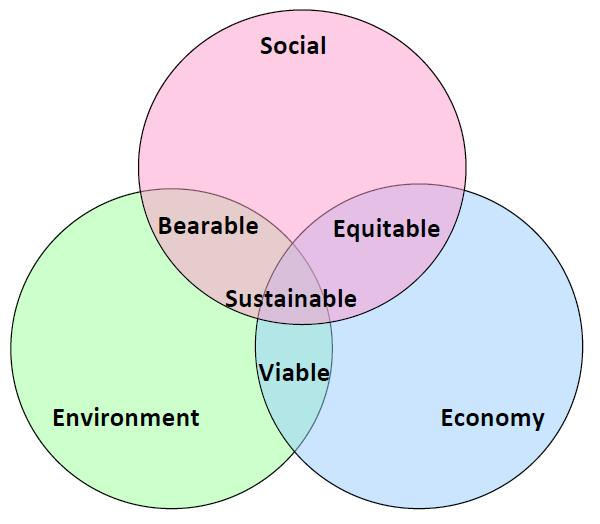 Social
Bearable
Equitable
Sustainable
Viable
Environment
Economy